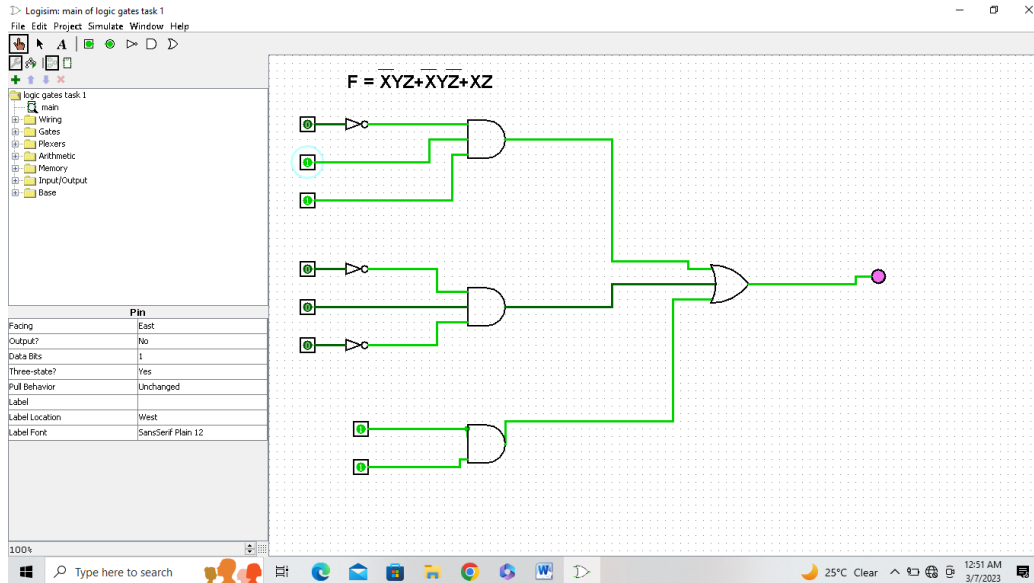 Logisim: main of logic gates task 1
File Edit Project Simulate Window Help
A
logic gates task 1
main
Wiring
Gates
Plexers
Arithmetic
Memory
Input/Output
Base
Pin
Facing East
Output? No
Data Bits 1
Three-state? Yes
Pull Behavior Unchanged
Label
Label Location West
Label Font SansSerif Plain 12
100%
F = X̅YZ+X̅YZ̅+XZ
0
1
1
0
0
0
1
1
Type here to search
W
25°C Clear
12:51 AM
3/7/2023